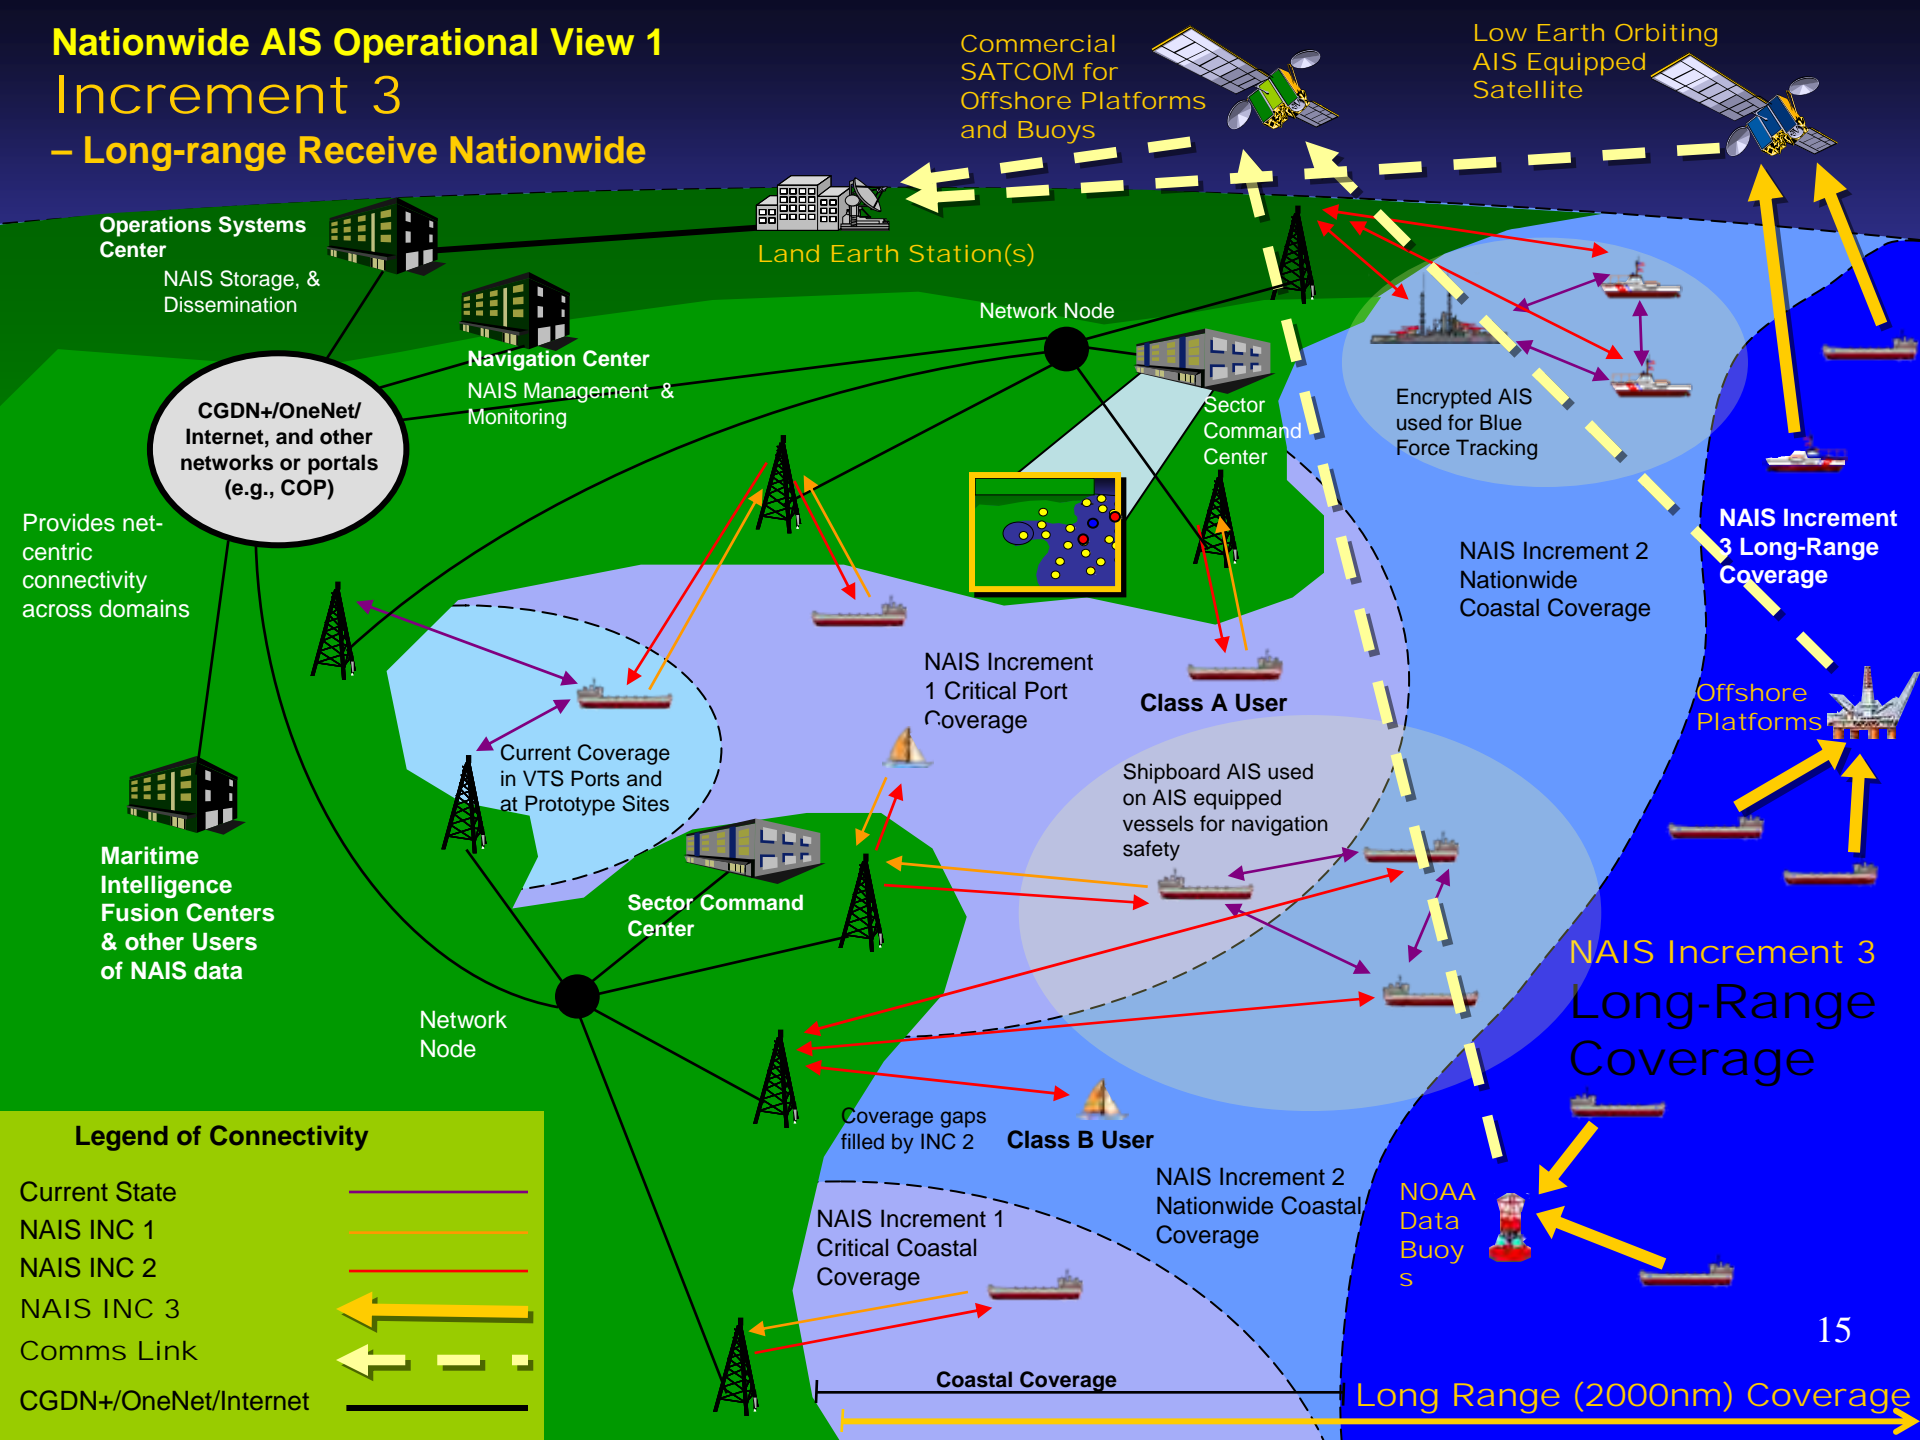 Nationwide AIS Operational View 1
Increment 3
– Long-range Receive Nationwide
Commercial
SATCOM for
Offshore Platforms
and Buoys
Low Earth Orbiting
AIS Equipped
Satellite
Operations Systems
Center
NAIS Storage, &
Dissemination
Land Earth Station(s)
Navigation Center
NAIS Management &
Monitoring
Network Node
Sector
Command
Center
CGDN+/OneNet/
Internet, and other
networks or portals
(e.g., COP)
Encrypted AIS
used for Blue
Force Tracking
Provides net-
centric
connectivity
across domains
NAIS Increment 2
Nationwide
Coastal Coverage
NAIS Increment
3 Long-Range
Coverage
NAIS Increment
1 Critical Port
Coverage
Class A User
Offshore
Platforms
Current Coverage
in VTS Ports and
at Prototype Sites
Shipboard AIS used
on AIS equipped
vessels for navigation
safety
Maritime
Intelligence
Fusion Centers
& other Users
of NAIS data
Sector Command
Center
NAIS Increment 3
Long-Range
Coverage
Network
Node
Coverage gaps
filled by INC 2
Class B User
NAIS Increment 2
Nationwide Coastal
Coverage
NOAA
Data
Buoy
s
NAIS Increment 1
Critical Coastal
Coverage
Legend of Connectivity
Current State
NAIS INC 1
NAIS INC 2
NAIS INC 3
Comms Link
CGDN+/OneNet/Internet
15
Coastal Coverage
Long Range (2000nm) Coverage